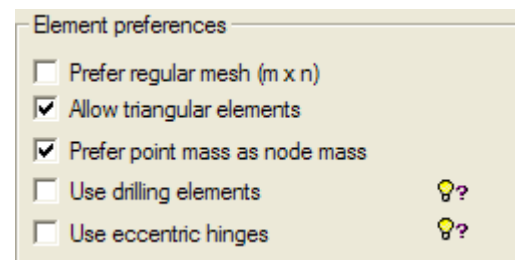 Element preferences
Prefer regular mesh (m x n)
Allow triangular elements
Prefer point mass as node mass
Use drilling elements ?
Use eccentric hinges ?